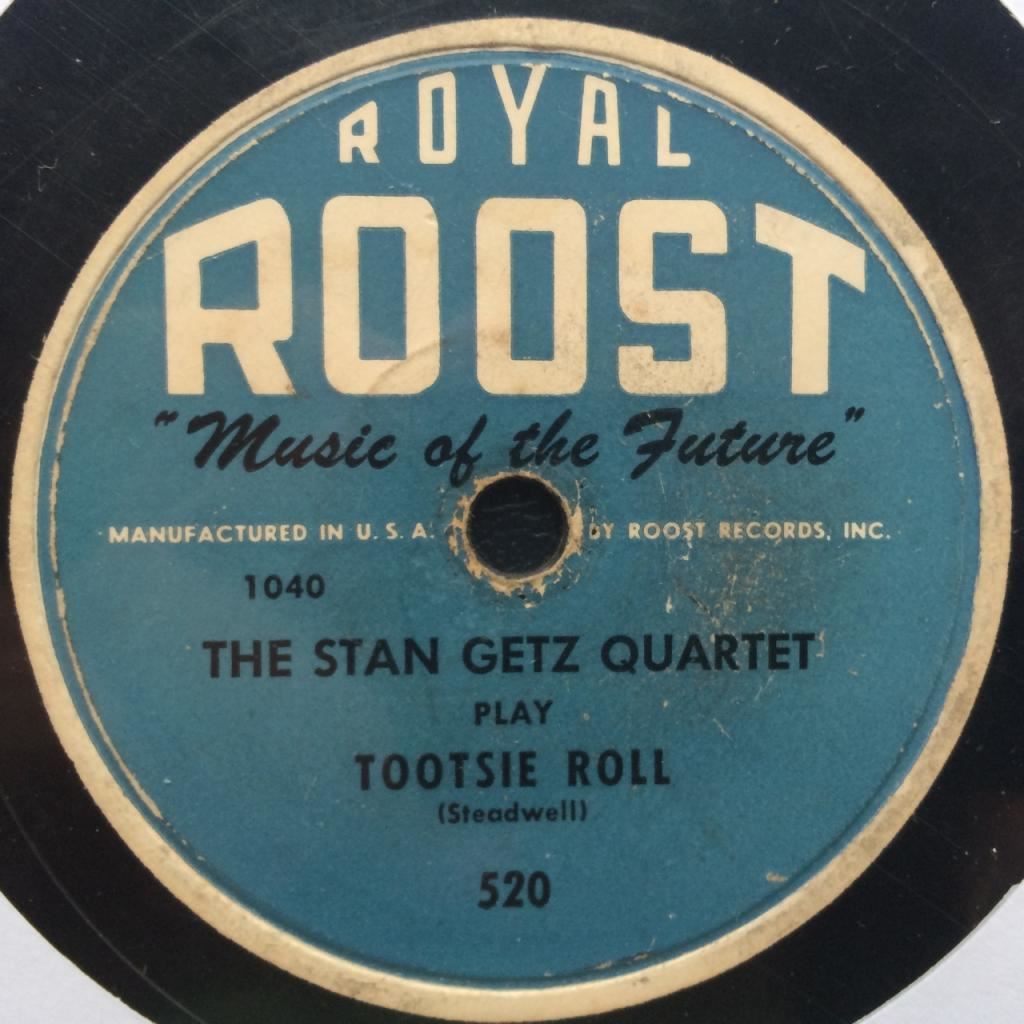 ROYAL
ROOST
"Music of the Future"
MANUFACTURED IN U. S. A. BY ROOST RECORDS, INC.
1040
THE STAN GETZ QUARTET
PLAY
TOOTSIE ROLL
(Steadwell)
520